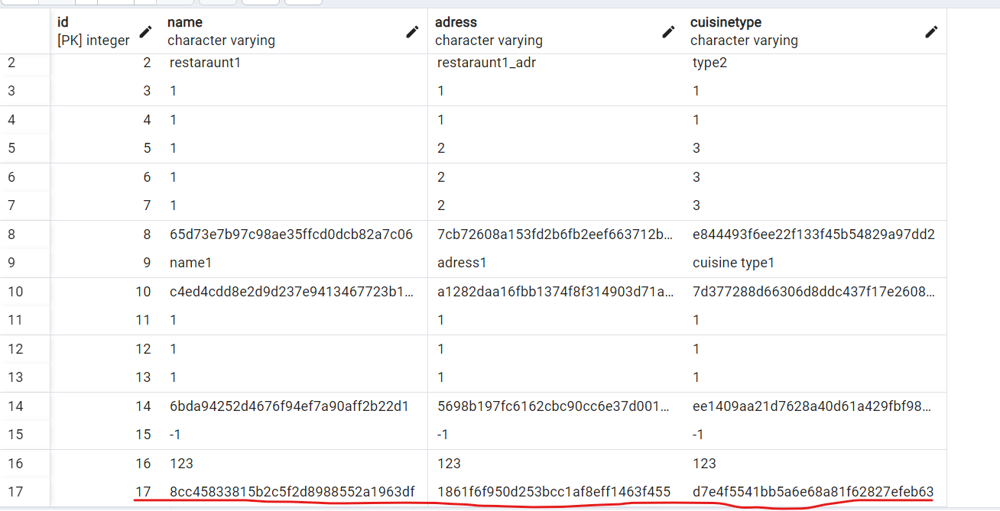 id name adress cuisinetype
[PK] integer character varying character varying character varying
2 2 restaraunt1 restaraunt1_adr type2
3 3 1 1 1
4 4 1 1 1
5 5 1 2 3
6 6 1 2 3
7 7 1 2 3
8 8 65d73e7b97c98ae35ffcd0dcb82a7c06 7cb72608a153fd2b6fb2eef663712b... e844493f6ee22f133f45b54829a97dd2
9 9 name1 adress1 cuisine type1
10 10 c4ed4cdd8e2d9d237e9413467723b1... a1282daa16fbb1374f8f314903d71a... 7d377288d66306d8ddc437f17e2608...
11 11 1 1 1
12 12 1 1 1
13 13 1 1 1
14 14 6bda94252d4676f94ef7a90aff2b22d1 5698b197fc6162cbc90cc6e37d001... ee1409aa21d7628a40d61a429fbf98...
15 15 -1 -1 -1
16 16 123 123 123
17 17 8cc45833815b2c5f2d8988552a1963df 1861f6f950d253bcc1af8eff1463f455 d7e4f5541bb5a6e68a81f62827efeb63